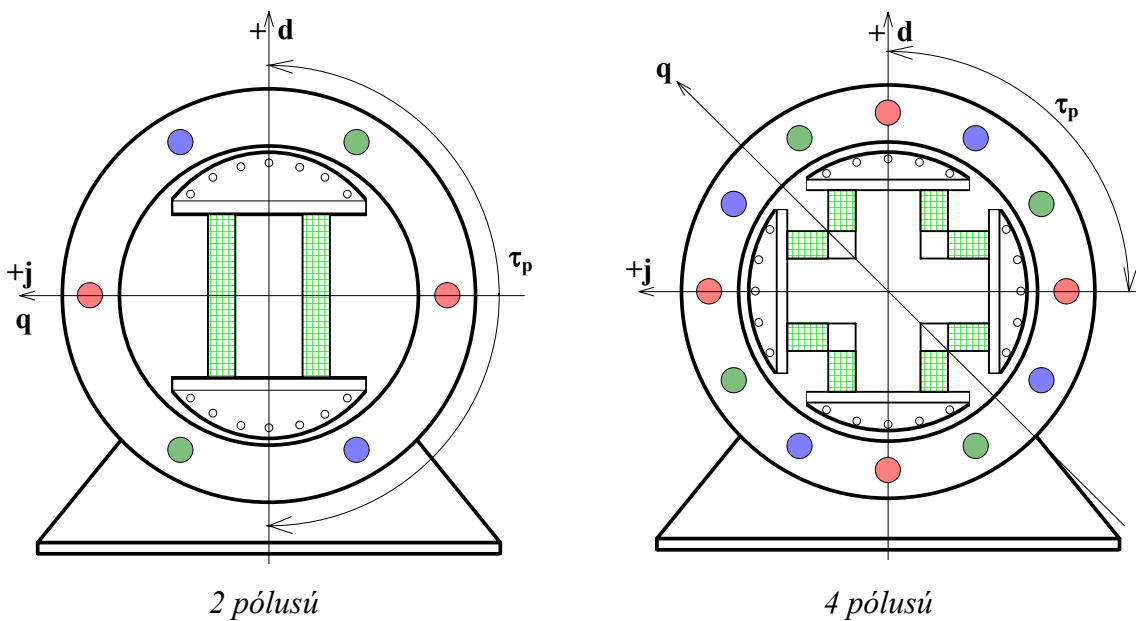 + d
τp
+j
q
2 pólusú
+ d
q
τp
+j
4 pólusú